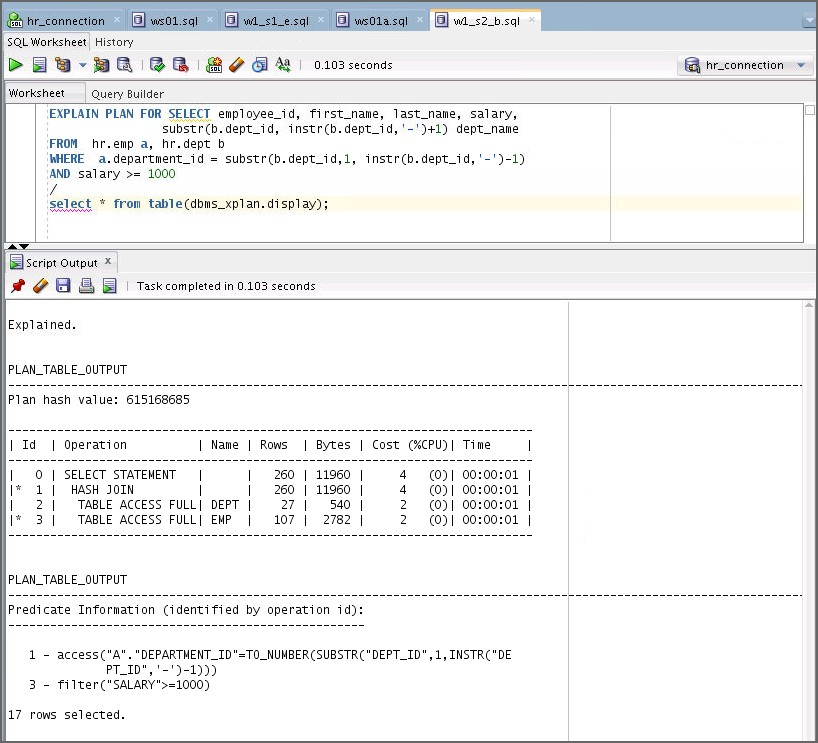 hr_connection ws01.sql w1_s1_e.sql ws01a.sql w1_s2_b.sql
SQL Worksheet History
0.103 seconds hr_connection
Worksheet Query Builder
EXPLAIN PLAN FOR SELECT employee_id, first_name, last_name, salary,
substr(b.dept_id, instr(b.dept_id,'-')+1) dept_name
FROM hr.emp a, hr.dept b
WHERE a.department_id = substr(b.dept_id,1, instr(b.dept_id,'-')-1)
AND salary >= 1000
/
select * from table(dbms_xplan.display);
Script Output
Task completed in 0.103 seconds
Explained.
PLAN_TABLE_OUTPUT
--------------------------------------------------------------------------------
Plan hash value: 615168685
---------------------------------------------------------------------------
| Id | Operation | Name | Rows | Bytes | Cost (%CPU)| Time |
---------------------------------------------------------------------------
| 0 | SELECT STATEMENT | | 260 | 11960 | 4 (0)| 00:00:01 |
|* 1 | HASH JOIN | | 260 | 11960 | 4 (0)| 00:00:01 |
| 2 | TABLE ACCESS FULL| DEPT | 27 | 540 | 2 (0)| 00:00:01 |
|* 3 | TABLE ACCESS FULL| EMP | 107 | 2782 | 2 (0)| 00:00:01 |
---------------------------------------------------------------------------
PLAN_TABLE_OUTPUT
--------------------------------------------------------------------------------
Predicate Information (identified by operation id):
---------------------------------------------------
1 - access("A"."DEPARTMENT_ID"=TO_NUMBER(SUBSTR("DEPT_ID",1,INSTR("DE
PT_ID",'-')-1)))
3 - filter("SALARY">=1000)
17 rows selected.